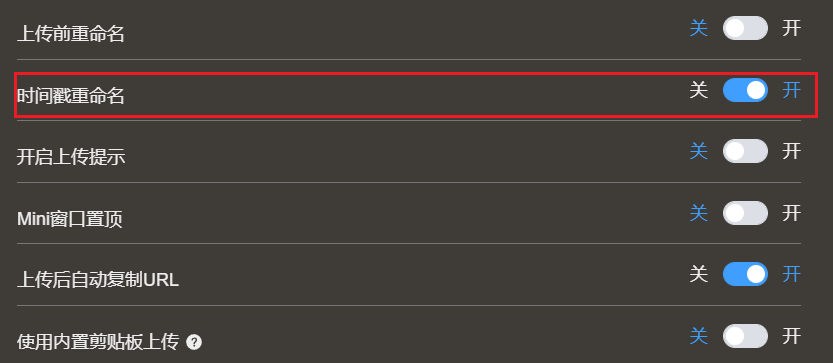 上传前重命名 关 开
时间戳重命名 关 开
开启上传提示 关 开
Mini窗口置顶 关 开
上传后自动复制URL 关 开
使用内置剪贴板上传 ? 关 开